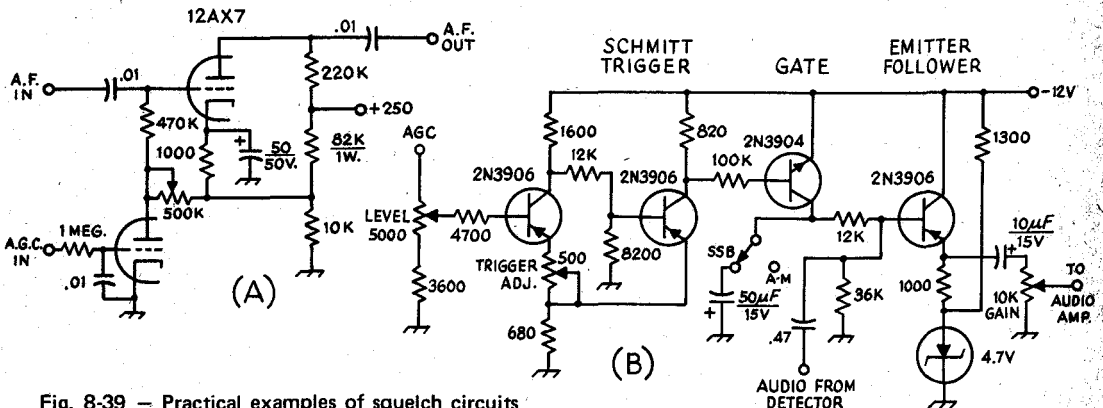 12AX7
.01
A.F.
OUT
A.F.
IN
.01
220K
+250
470K
1000
+
50
50V.
82K
1W.
500K
10K
A.G.C.
IN
1 MEG.
.01
(A)
SCHMITT
TRIGGER
GATE
EMITTER
FOLLOWER
-12V
1600
820
1300
AGC
2N3906
12K
2N3906
100K
2N3904
2N3906
LEVEL
5000
4700
TRIGGER
ADJ.
500
8200
3600
680
SSB
A-M
50µF
15V
+
12K
36K
.47
AUDIO FROM
DETECTOR
1000
10µF
15V
+
10K
GAIN
TO
AUDIO
AMP.
4.7V
(B)
Fig. 8-39 — Practical examples of squelch circuits